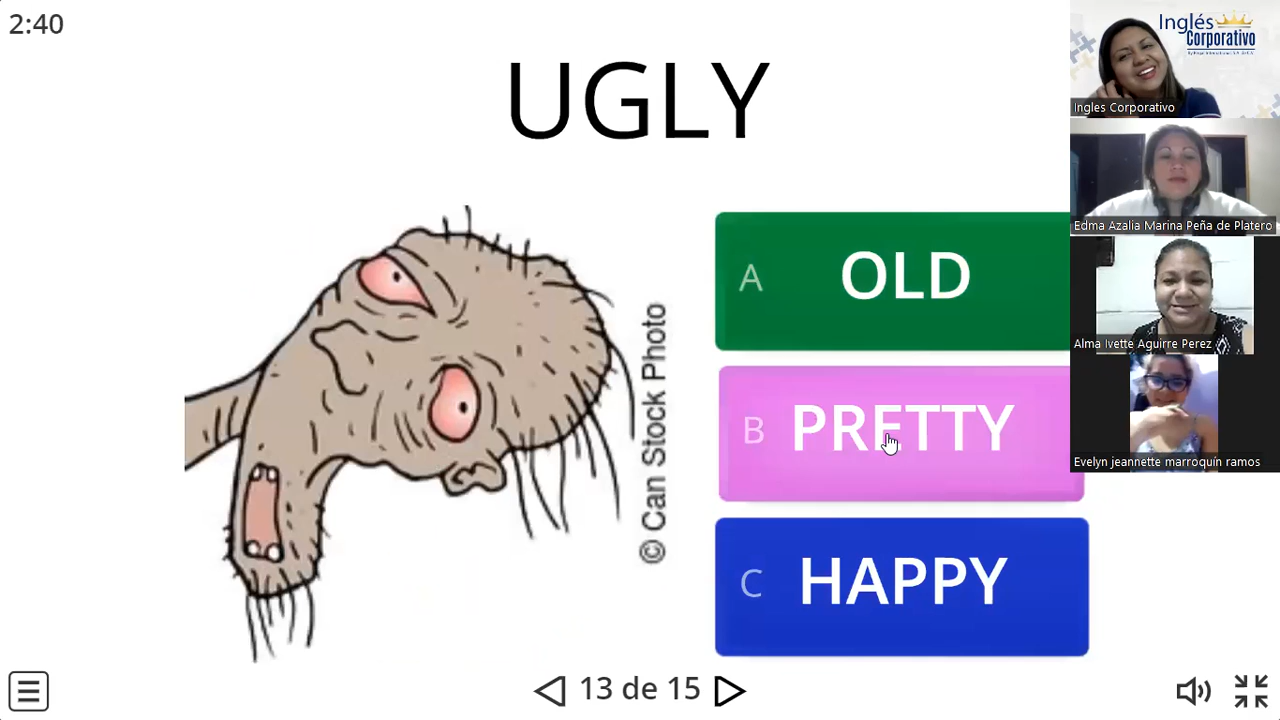 2:40
UGLY
© Can Stock Photo
A OLD
B PRETTY
C HAPPY
13 de 15
Inglés
Corporativo
Ingles Corporativo
Edma Azalia Marina Peña de Platero
Alma Ivette Aguirre Perez
Evelyn jeannette marroquín ramos